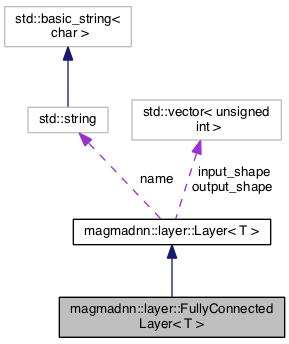 std::basic_string<
char >
std::string
std::vector< unsigned
int >
name
input_shape
output_shape
magmadnn::layer::Layer< T >
magmadnn::layer::FullyConnected
Layer< T >